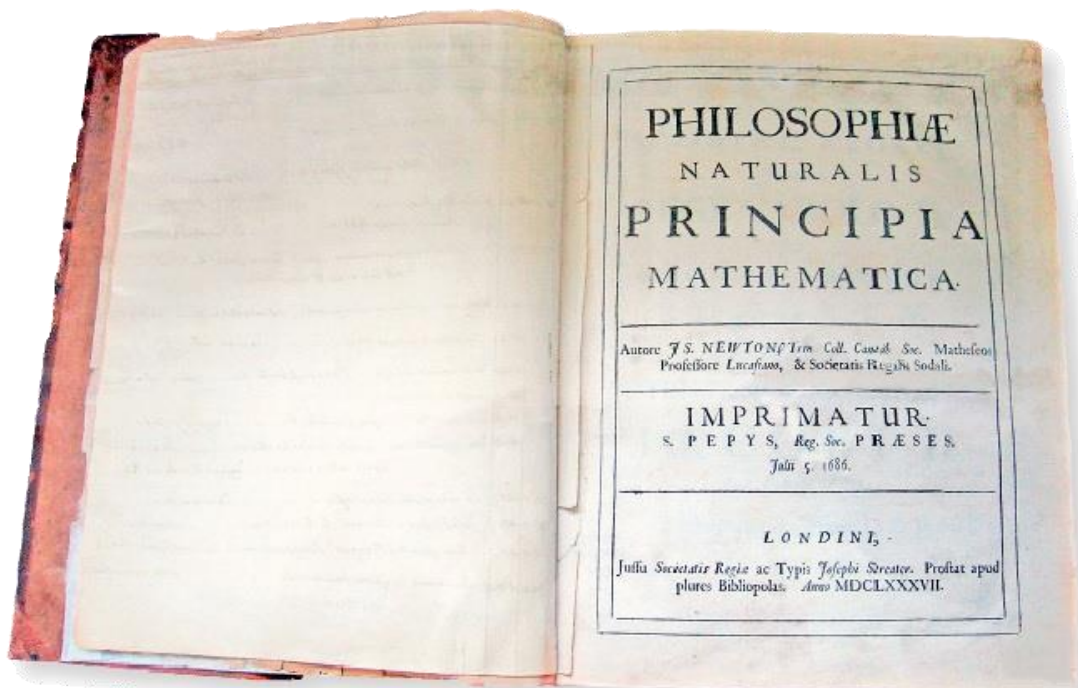 PHILOSOPHIÆ
NATURALIS
PRINCIPIA
MATHEMATICA.
Autore JS. NEWTON, Trin. Coll. Cantab. Soc. Matheseos
Professore Lucasiano, & Societatis Regalis Sodali.
IMPRIMATUR.
S. PEPYS, Reg. Soc. PRÆSES.
Julii 5. 1686.
LONDINI,
Jussu Societatis Regiæ ac Typis Josephi Streater. Prostat apud
plures Bibliopolas. Anno MDCLXXXVII.